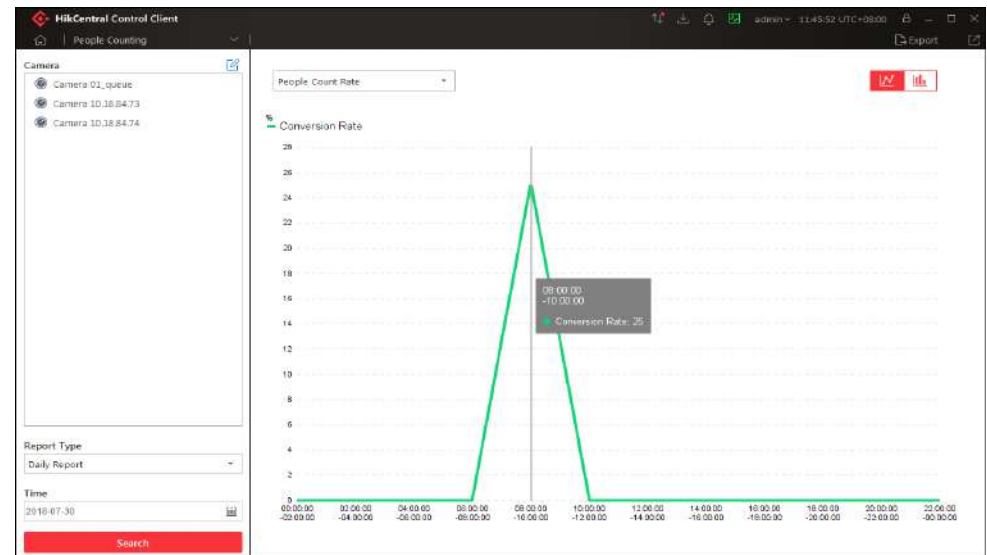 HikCentral Control Client
admin 11:45:52 UTC+08:00
People Counting
Export
Camera
Camera 01_queue
Camera 10.18.84.73
Camera 10.18.84.74
Report Type
Daily Report
Time
2018-07-30
Search
People Count Rate
%
Conversion Rate
28
26
24
22
20
18
16
14
12
10
8
6
4
2
0
08:00:00
-10:00:00
Conversion Rate: 25
00:00:00 02:00:00 04:00:00 06:00:00 08:00:00 10:00:00 12:00:00 14:00:00 16:00:00 18:00:00 20:00:00 22:00:00
-02:00:00 -04:00:00 -06:00:00 -08:00:00 -10:00:00 -12:00:00 -14:00:00 -16:00:00 -18:00:00 -20:00:00 -22:00:00 -00:00:00